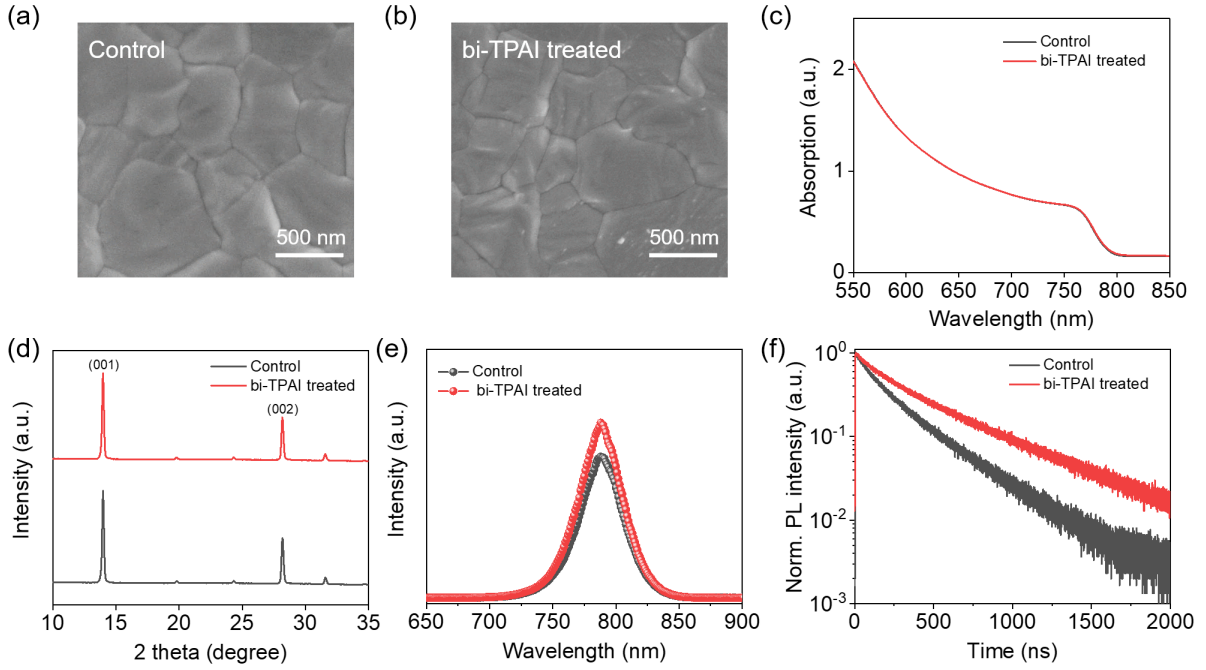 (a)
Control
500 nm
(b)
bi-TPAI treated
500 nm
(c)
Control
bi-TPAI treated
Absorption (a.u.)
2
1
0
550 600 650 700 750 800 850
Wavelength (nm)
(d)
Control
bi-TPAI treated
(001)
(002)
Intensity (a.u.)
10 15 20 25 30 35
2 theta (degree)
(e)
Control
bi-TPAI treated
Intensity (a.u.)
650 700 750 800 850 900
Wavelength (nm)
(f)
Control
bi-TPAI treated
Norm. PL intensity (a.u.)
10⁰
10⁻¹
10⁻²
10⁻³
0 500 1000 1500 2000
Time (ns)